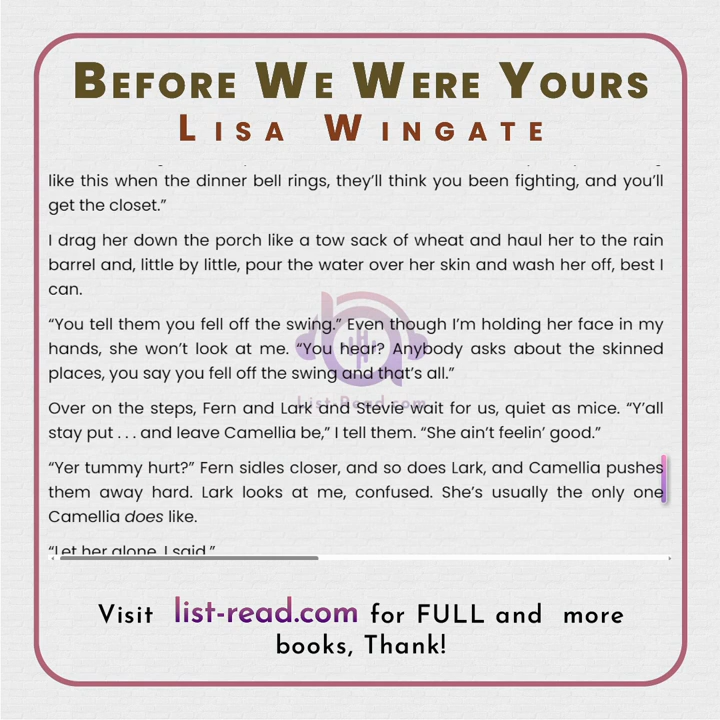 BEFORE WE WERE YOURS
LISA WINGATE
like this when the dinner bell rings, they’ll think you been fighting, and you’ll
get the closet.”
I drag her down the porch like a tow sack of wheat and haul her to the rain
barrel and, little by little, pour the water over her skin and wash her off, best I
can.
“You tell them you fell off the swing.” Even though I’m holding her face in my
hands, she won’t look at me. “You hear? Anybody asks about the skinned
places, you say you fell off the swing and that’s all.”
List-Read.com
Over on the steps, Fern and Lark and Stevie wait for us, quiet as mice. “Y’all
stay put . . . and leave Camellia be,” I tell them. “She ain’t feelin’ good.”
“Yer tummy hurt?” Fern sidles closer, and so does Lark, and Camellia pushes
them away hard. Lark looks at me, confused. She’s usually the only one
Camellia does like.
“Let her alone, I said.”
Visit list-read.com for FULL and more
books, Thank!